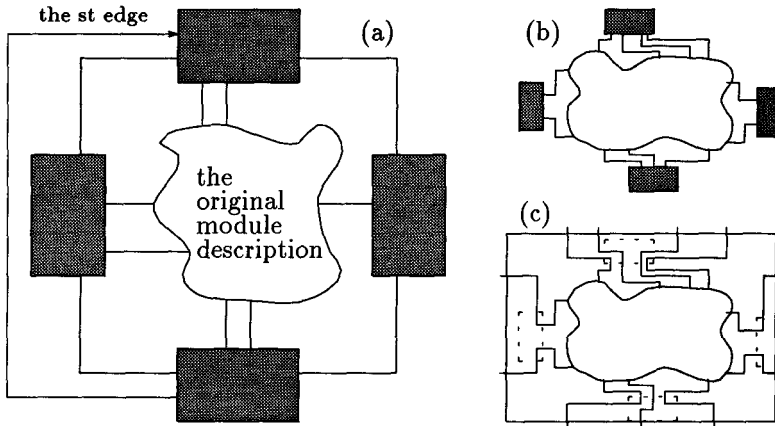 the st edge
(a)
the
original
module
description
(b)
(c)